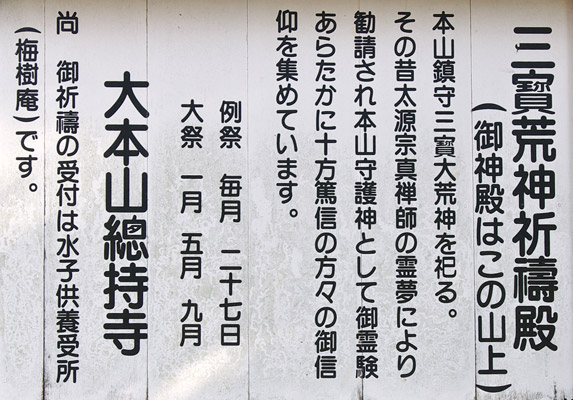 三寳荒神祈禱殿
(御神殿はこの山上)
本山鎮守三寳大荒神を祀る。
その昔太源宗真禅師の霊夢により
勧請され本山守護神として御霊験
あらたかに十方篤信の方々の御信
仰を集めています。
例祭 毎月 二十七日
大祭 一月 五月 九月
大本山總持寺
尚 御祈禱の受付は水子供養受所
(梅樹庵)です。